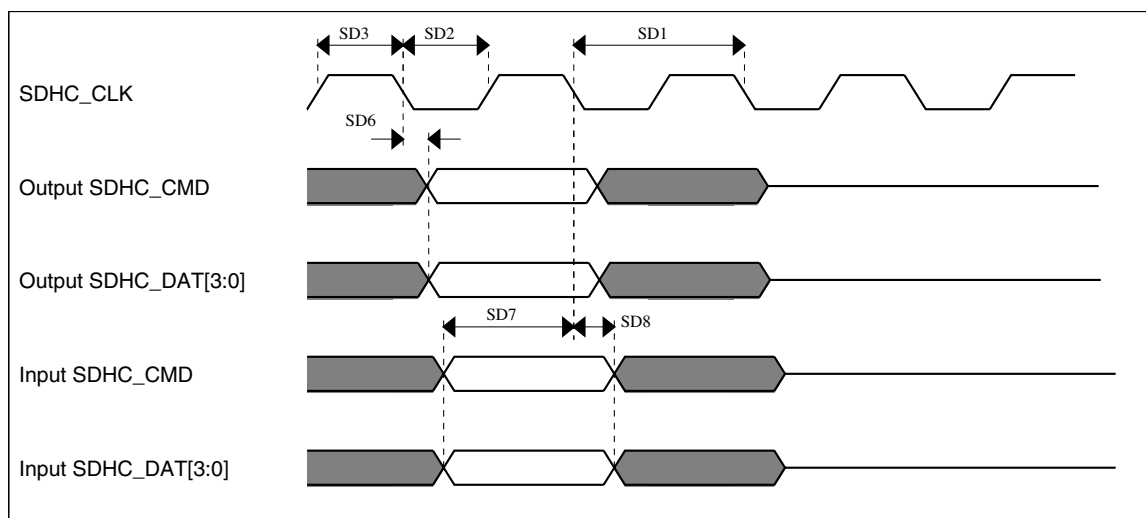 SD3 SD2 SD1
SDHC_CLK
SD6
Output SDHC_CMD
Output SDHC_DAT[3:0]
SD7 SD8
Input SDHC_CMD
Input SDHC_DAT[3:0]